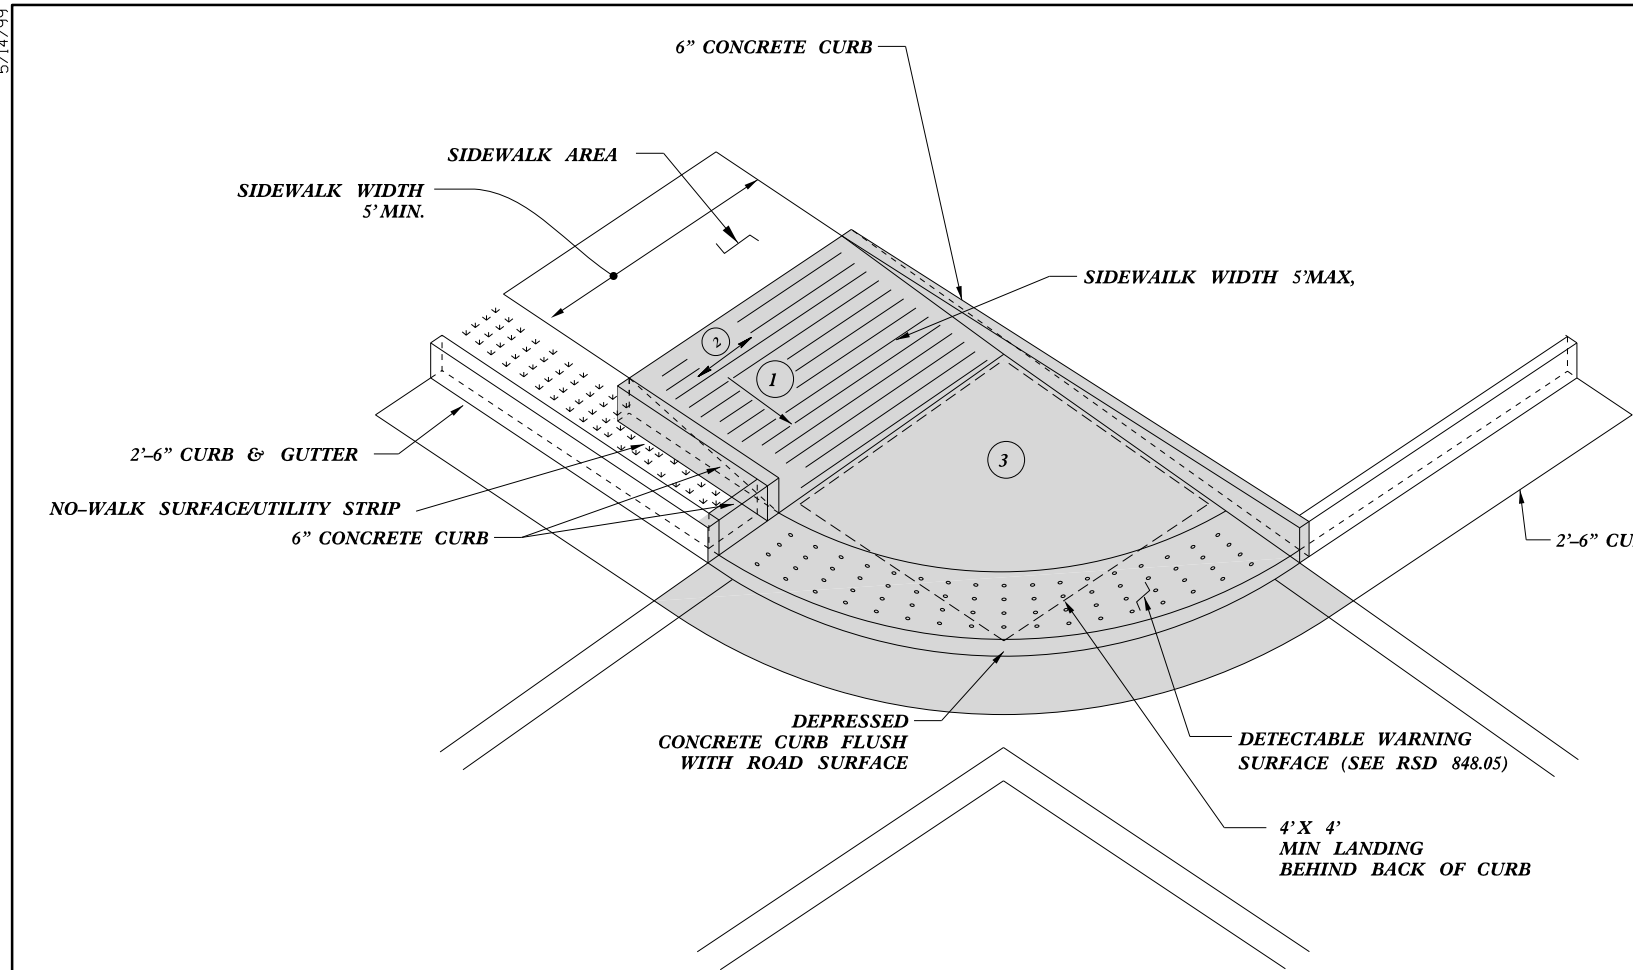 5/14/99
6” CONCRETE CURB
SIDEWALK AREA
SIDEWALK WIDTH
5’ MIN.
SIDEWAILK WIDTH 5’MAX,
2
1
3
2’–6” CURB & GUTTER
NO–WALK SURFACE/UTILITY STRIP
6” CONCRETE CURB
2’–6” CU
DEPRESSED
CONCRETE CURB FLUSH
WITH ROAD SURFACE
DETECTABLE WARNING
SURFACE (SEE RSD 848.05)
4’ X 4’
MIN LANDING
BEHIND BACK OF CURB